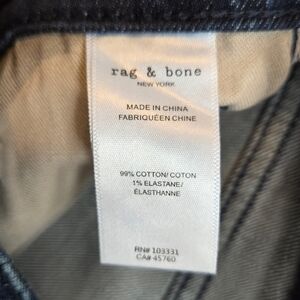 rag & bone
NEW YORK
MADE IN CHINA
FABRIQUÉEN CHINE
99% COTTON/ COTON
1% ELASTANE/
ÉLASTHANNE
RN# 103331
CA# 45760